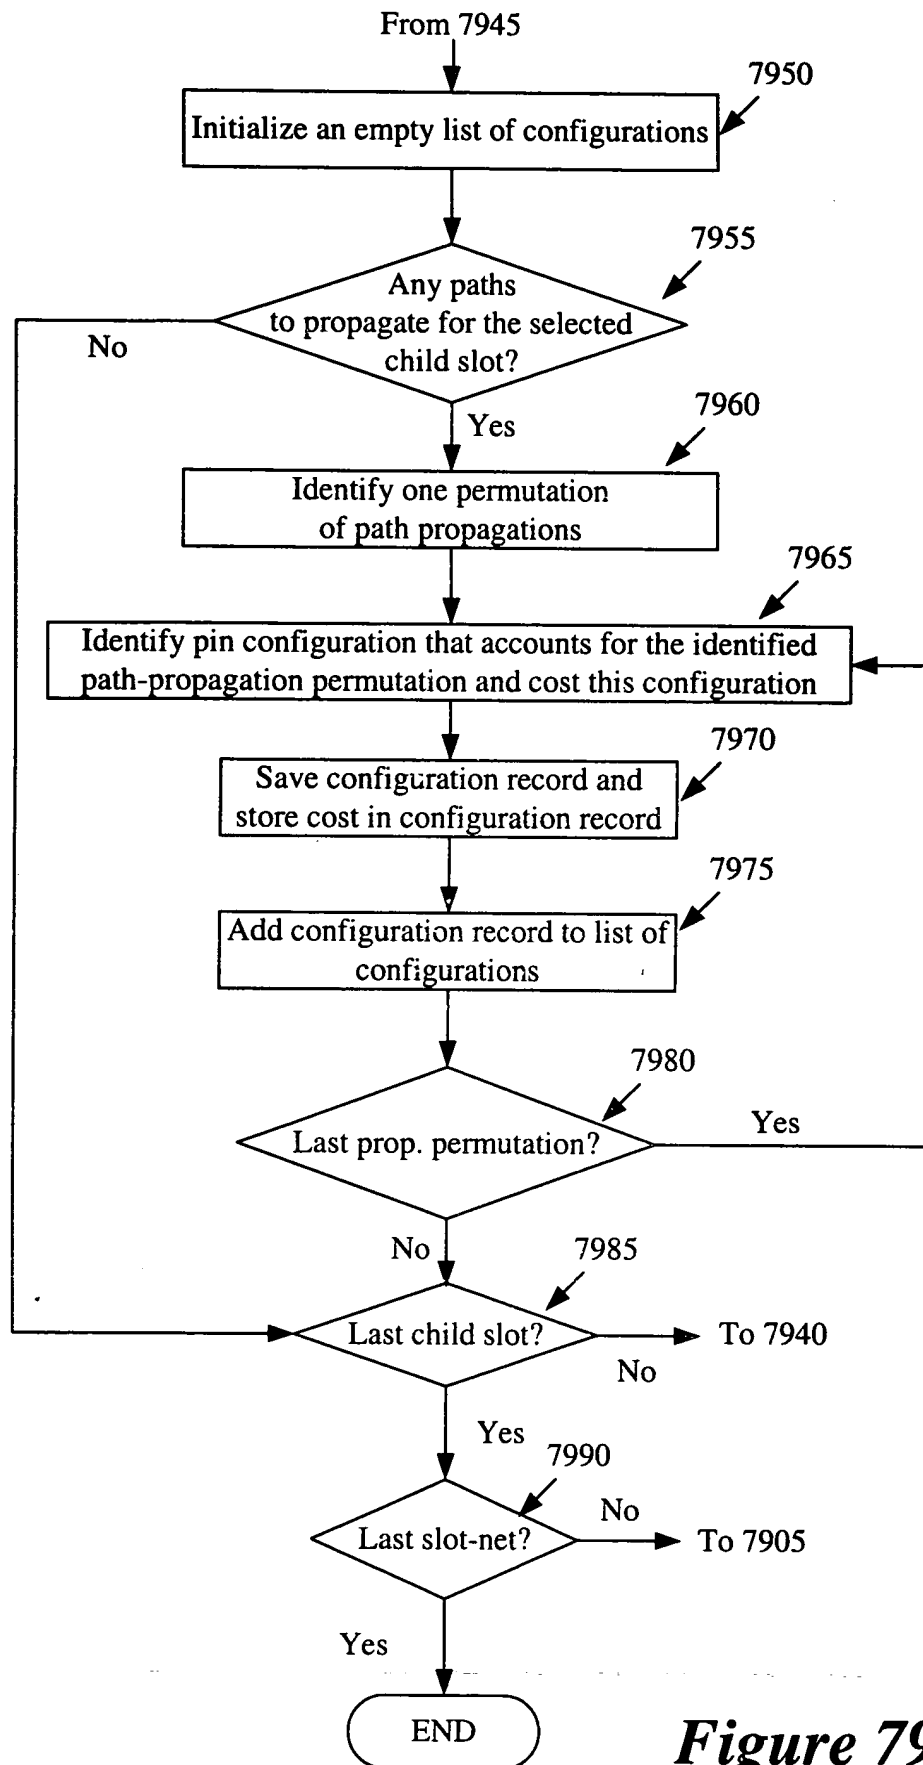 From 7945
7950
Initialize an empty list of configurations
7955
Any paths
to propagate for the selected
child slot?
No
Yes
7960
Identify one permutation
of path propagations
7965
Identify pin configuration that accounts for the identified
path-propagation permutation and cost this configuration
7970
Save configuration record and
store cost in configuration record
7975
Add configuration record to list of
configurations
7980
Last prop. permutation?
Yes
No
7985
Last child slot?
To 7940
No
Yes
7990
Last slot-net?
No
To 7905
Yes
END
Figure 79